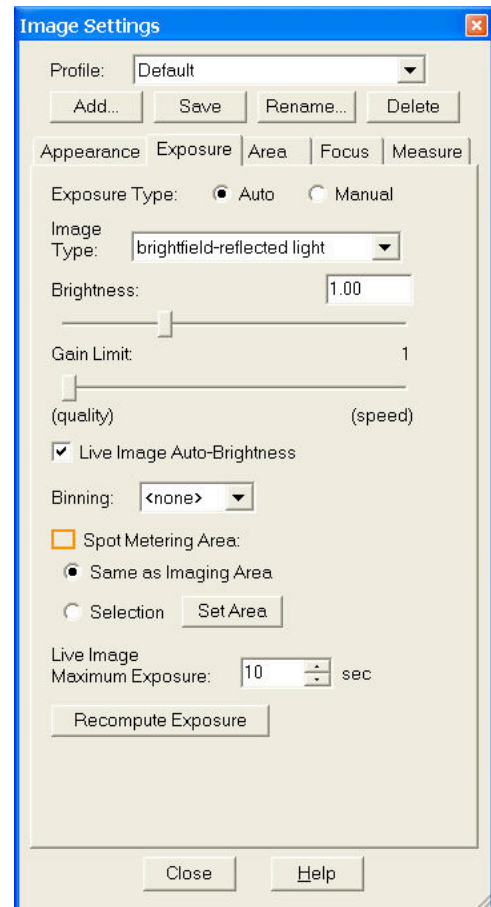 Image Settings
Profile: Default
Add... Save Rename... Delete
Appearance Exposure Area Focus Measure
Exposure Type: Auto Manual
Image
Type: brightfield-reflected light
Brightness: 1.00
Gain Limit: 1
(quality) (speed)
Live Image Auto-Brightness
Binning: <none>
Spot Metering Area:
Same as Imaging Area
Selection Set Area
Live Image
Maximum Exposure: 10 sec
Recompute Exposure
Close Help